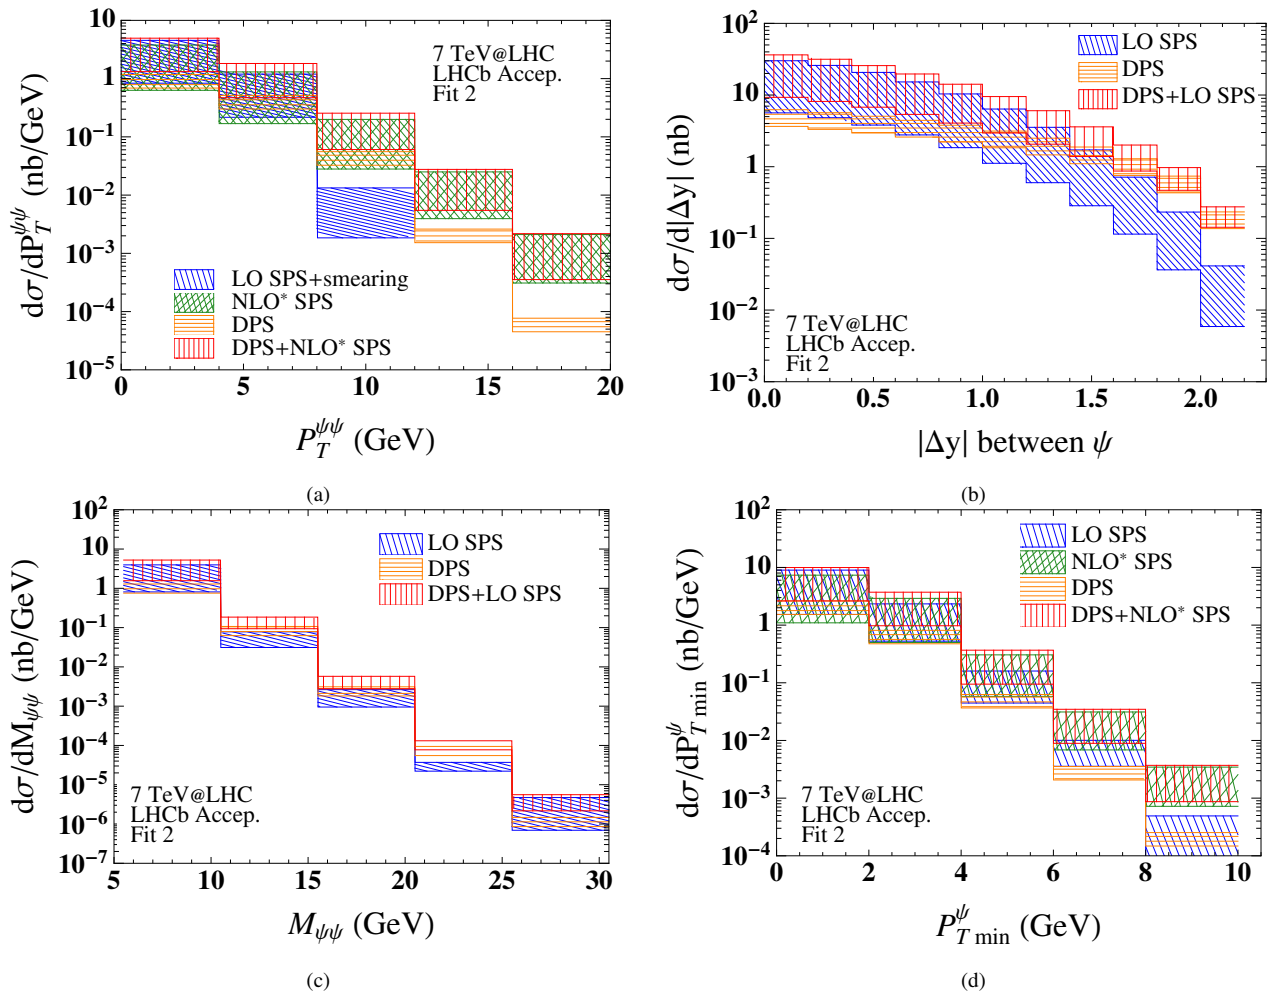 7 TeV@LHC
LHCb Accep.
Fit 2
LO SPS+smearing
NLO* SPS
DPS
DPS+NLO* SPS
dσ/dP_T^ψψ (nb/GeV)
10
1
10⁻¹
10⁻²
10⁻³
10⁻⁴
10⁻⁵
0 5 10 15 20
P_T^ψψ (GeV)
(a)
LO SPS
DPS
DPS+LO SPS
7 TeV@LHC
LHCb Accep.
Fit 2
dσ/d|Δy| (nb)
10²
10
1
10⁻¹
10⁻²
10⁻³
0.0 0.5 1.0 1.5 2.0
|Δy| between ψ
(b)
LO SPS
DPS
DPS+LO SPS
7 TeV@LHC
LHCb Accep.
Fit 2
dσ/dM_ψψ (nb/GeV)
10²
10
1
10⁻¹
10⁻²
10⁻³
10⁻⁴
10⁻⁵
10⁻⁶
10⁻⁷
5 10 15 20 25 30
M_ψψ (GeV)
(c)
LO SPS
NLO* SPS
DPS
DPS+NLO* SPS
7 TeV@LHC
LHCb Accep.
Fit 2
dσ/dP_T min^ψ (nb/GeV)
10²
10
1
10⁻¹
10⁻²
10⁻³
10⁻⁴
0 2 4 6 8 10
P_T min^ψ (GeV)
(d)